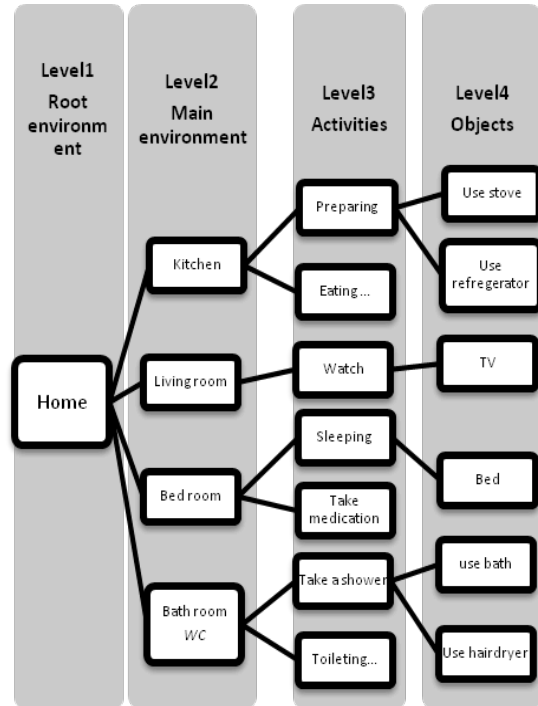 Level1
Root
environm
ent
Level2
Main
environment
Level3
Activities
Level4
Objects
Home
Kitchen
Living room
Bed room
Bath room
WC
Preparing
Eating...
Watch
Sleeping
Take
medication
Take a shower
Toileting...
Use stove
Use
refregerator
TV
Bed
use bath
Use hairdryer